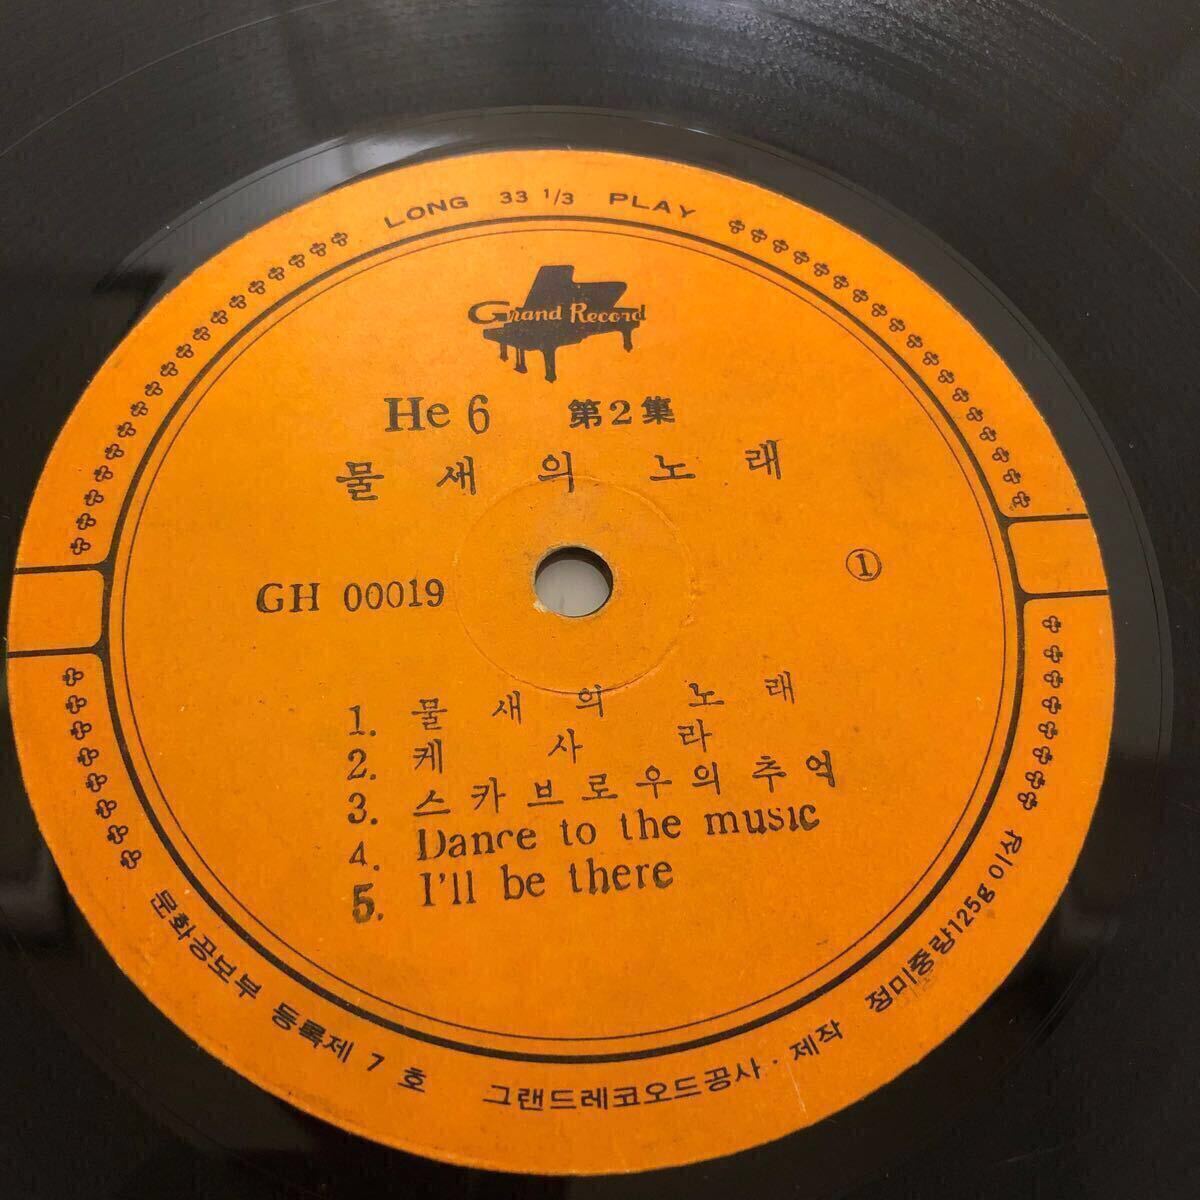 LONG 33 1/3 PLAY
Grand Record
He 6 第2集
물새의 노래
GH 00019 ①
1. 물새의 노래
2. 케사라
3. 스카브로우의 추억
4. Dance to the music
5. I'll be there
문화공보부 등록제 7 호 그랜드레코오드공사·제작 정미중량125g 이상